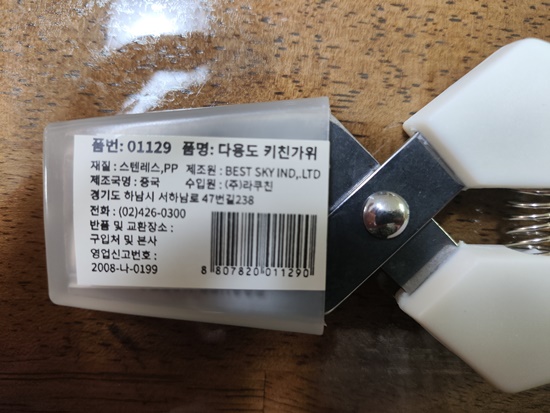 품번: 01129 품명: 다용도 키친가위
재질 : 스텐레스,PP 제조원 : BEST SKY IND,.LTD
제조국명 : 중국 수입원 : (주)라쿠진
경기도 하남시 서하남로 47번길238
전화 : (02)426-0300
반품 및 교환장소 :
구입처 및 본사
영업신고번호 :
2008-나-0199
8 807820 011290